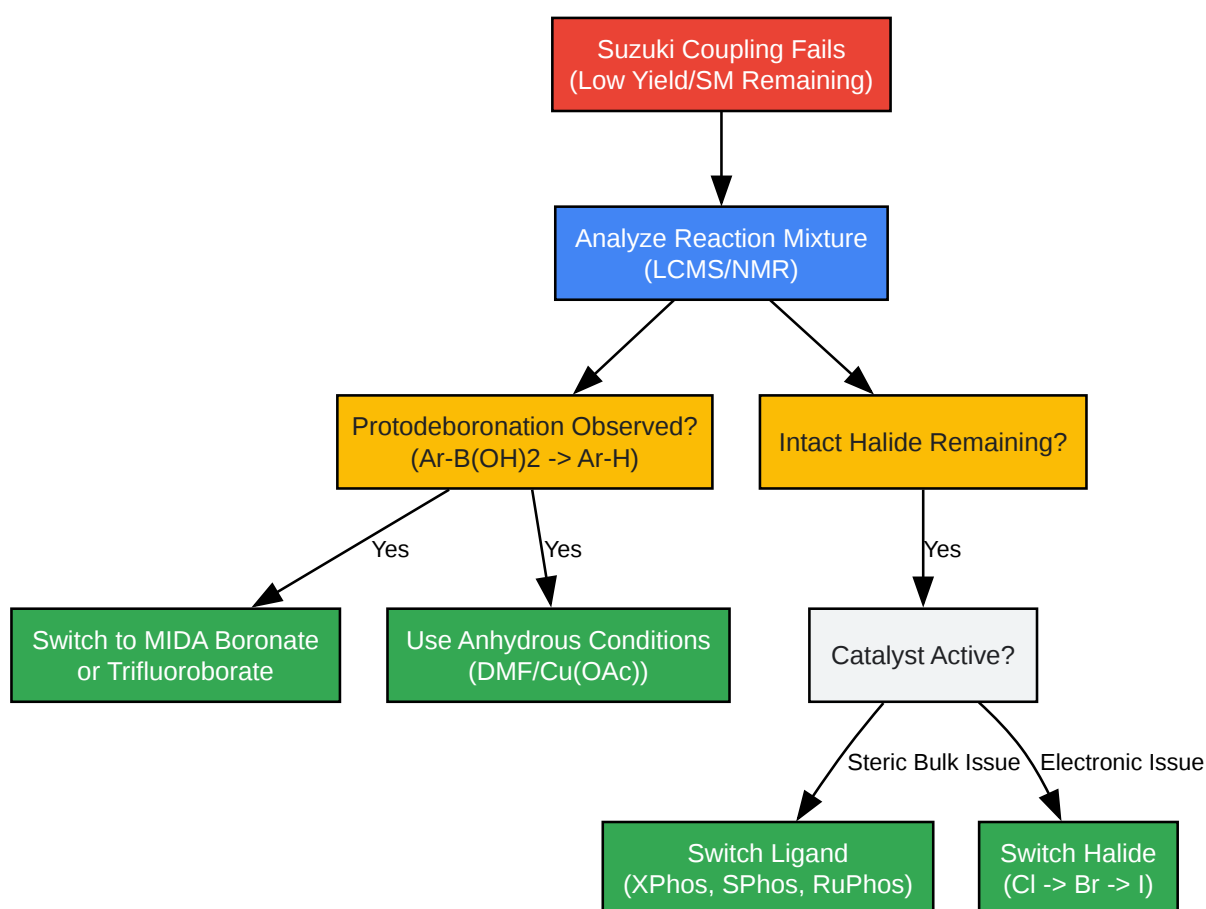 Suzuki Coupling Fails
(Low Yield/SM Remaining)
Analyze Reaction Mixture
(LCMS/NMR)
Protodeboronation Observed?
(Ar-B(OH)2 -> Ar-H)
Intact Halide Remaining?
Yes
Yes
Yes
Switch to MIDA Boronate
or Trifluoroborate
Use Anhydrous Conditions
(DMF/Cu(OAc))
Catalyst Active?
Steric Bulk Issue
Electronic Issue
Switch Ligand
(XPhos, SPhos, RuPhos)
Switch Halide
(Cl -> Br -> I)